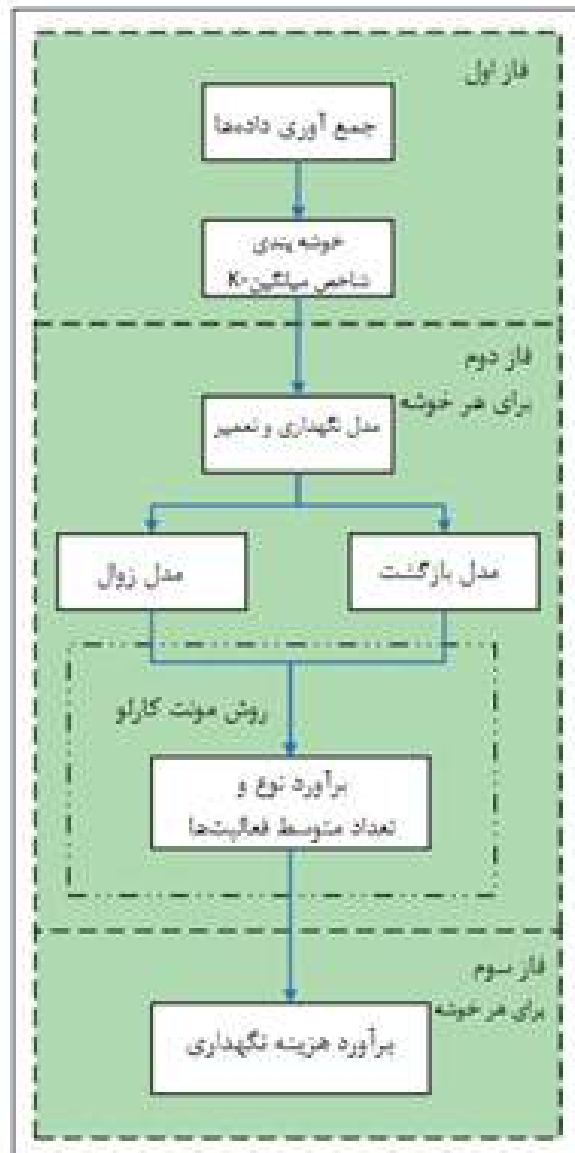 فاز اول
جمع آوری داده‌ها
خوشه بندی
شاخص میانگین-K
فاز دوم
برای هر خوشه
مدل نگهداری و تعمیر
مدل بازگشت
مدل زوال
روش مونت کارلو
برآورد نوع و
تعداد متوسط فعالیت‌ها
فاز سوم
برای هر خوشه
برآورد هزینه نگهداری